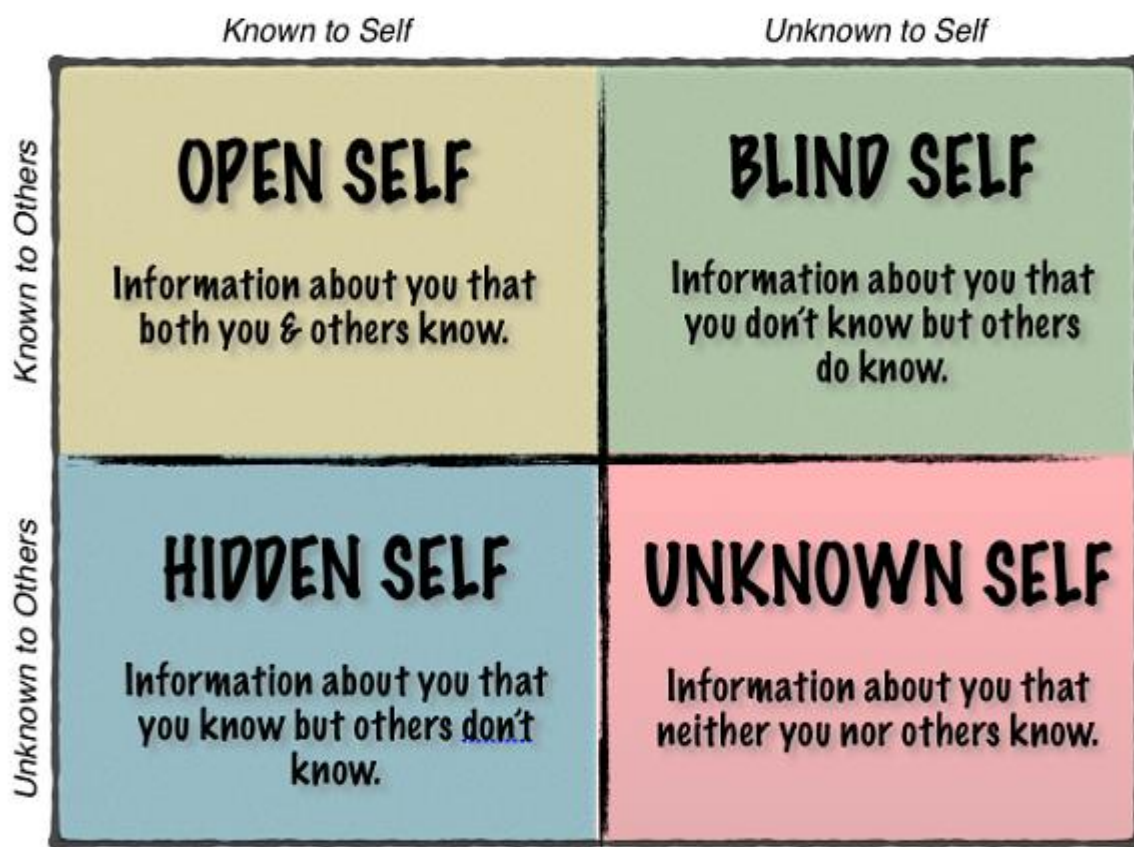 Known to Self
Unknown to Self
Known to Others
OPEN SELF
Information about you that
both you & others know.
BLIND SELF
Information about you that
you don't know but others
do know.
Unknown to Others
HIDDEN SELF
Information about you that
you know but others don't
know.
UNKNOWN SELF
Information about you that
neither you nor others know.